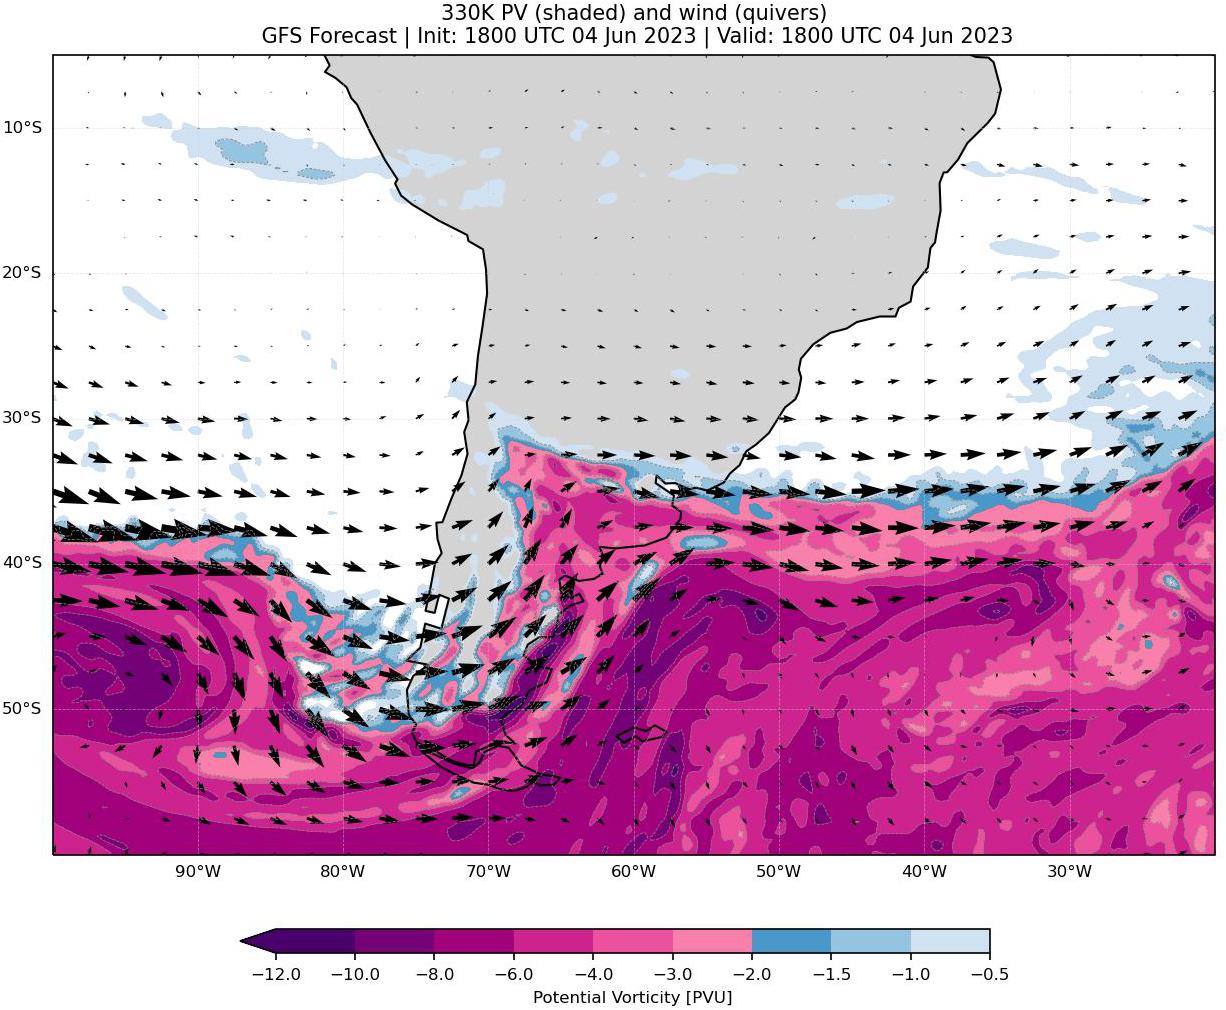 330K PV (shaded) and wind (quivers)
GFS Forecast | Init: 1800 UTC 04 Jun 2023 | Valid: 1800 UTC 04 Jun 2023
10°S
20°S
30°S
40°S
50°S
90°W 80°W 70°W 60°W 50°W 40°W 30°W
−12.0 −10.0 −8.0 −6.0 −4.0 −3.0 −2.0 −1.5 −1.0 −0.5
Potential Vorticity [PVU]